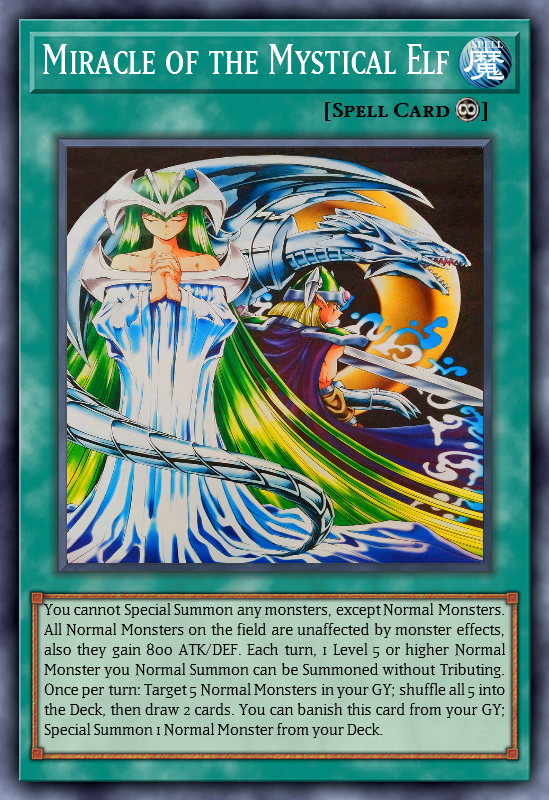 Miracle of the Mystical Elf
SPELL
魔
[Spell Card ]
You cannot Special Summon any monsters, except Normal Monsters.
All Normal Monsters on the field are unaffected by monster effects,
also they gain 800 ATK/DEF. Each turn, 1 Level 5 or higher Normal
Monster you Normal Summon can be Summoned without Tributing.
Once per turn: Target 5 Normal Monsters in your GY; shuffle all 5 into
the Deck, then draw 2 cards. You can banish this card from your GY;
Special Summon 1 Normal Monster from your Deck.